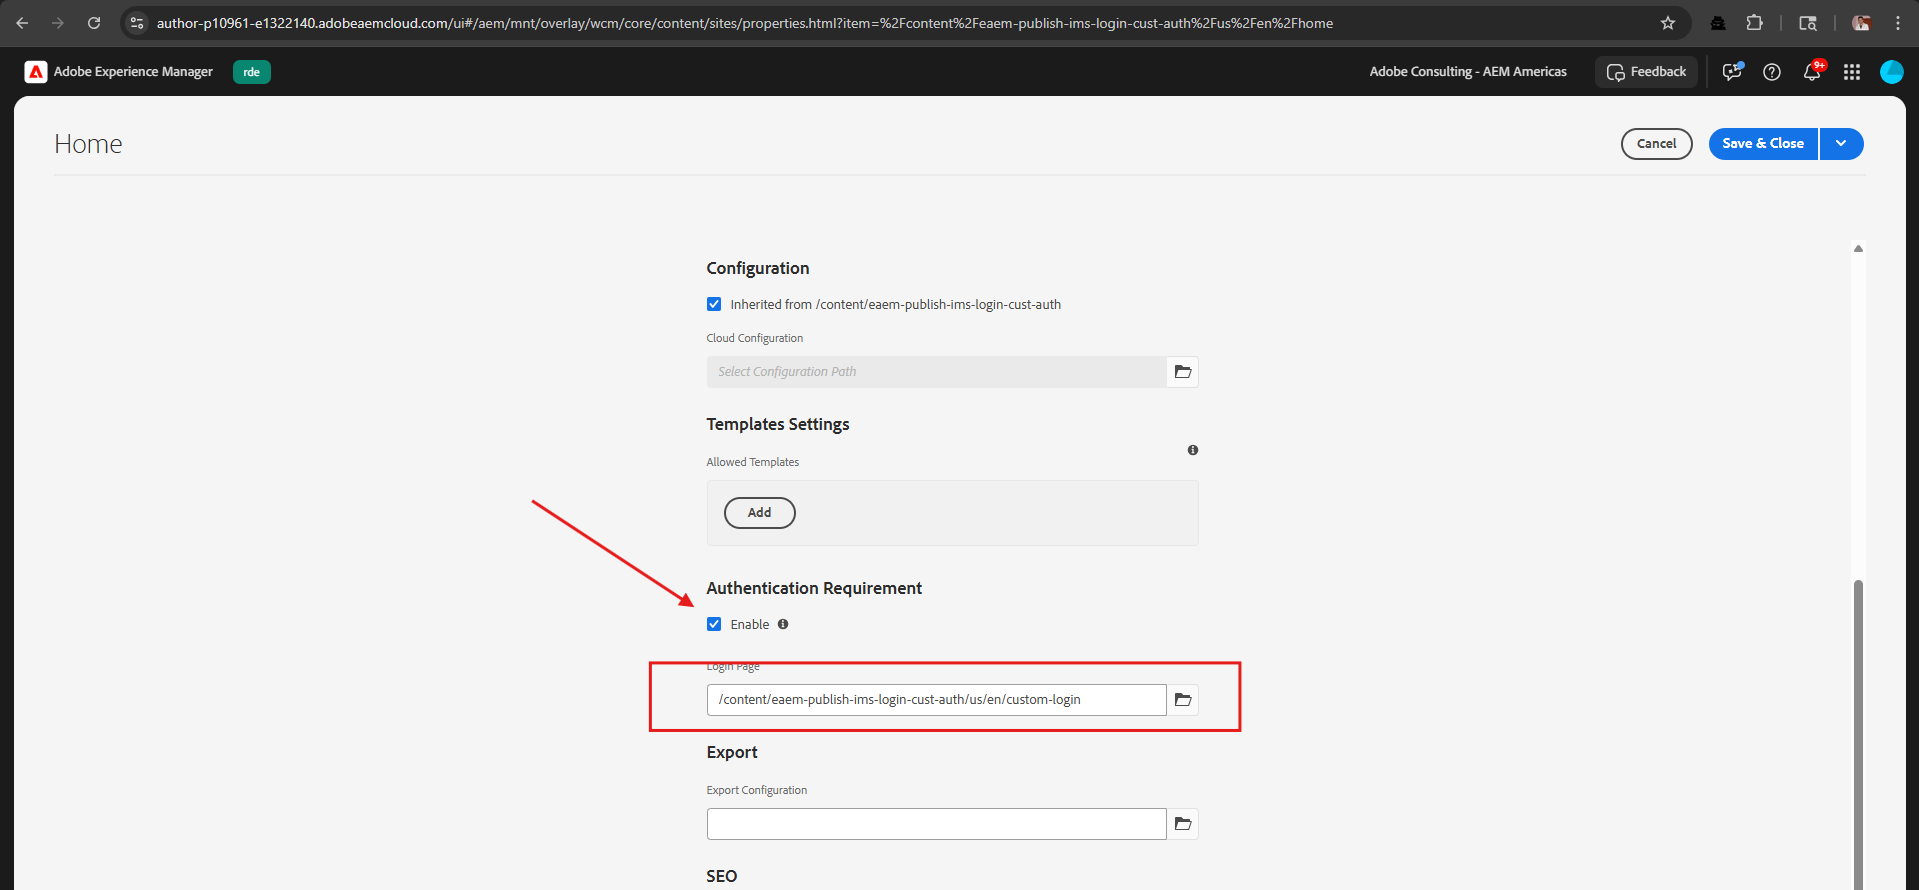 author-p10961-e1322140.adobeaemcloud.com/ui#/aem/mnt/overlay/wcm/core/content/sites/properties.html?item=%2Fcontent%2Feaem-publish-ims-login-cust-auth%2Fus%2Fen%2Fhome
Adobe Experience Manager
rde
Adobe Consulting - AEM Americas
Feedback
9+
Home
Cancel
Save & Close
Configuration
Inherited from /content/eaem-publish-ims-login-cust-auth
Cloud Configuration
Select Configuration Path
Templates Settings
Allowed Templates
Add
Authentication Requirement
Enable
Login Page
/content/eaem-publish-ims-login-cust-auth/us/en/custom-login
Export
Export Configuration
SEO